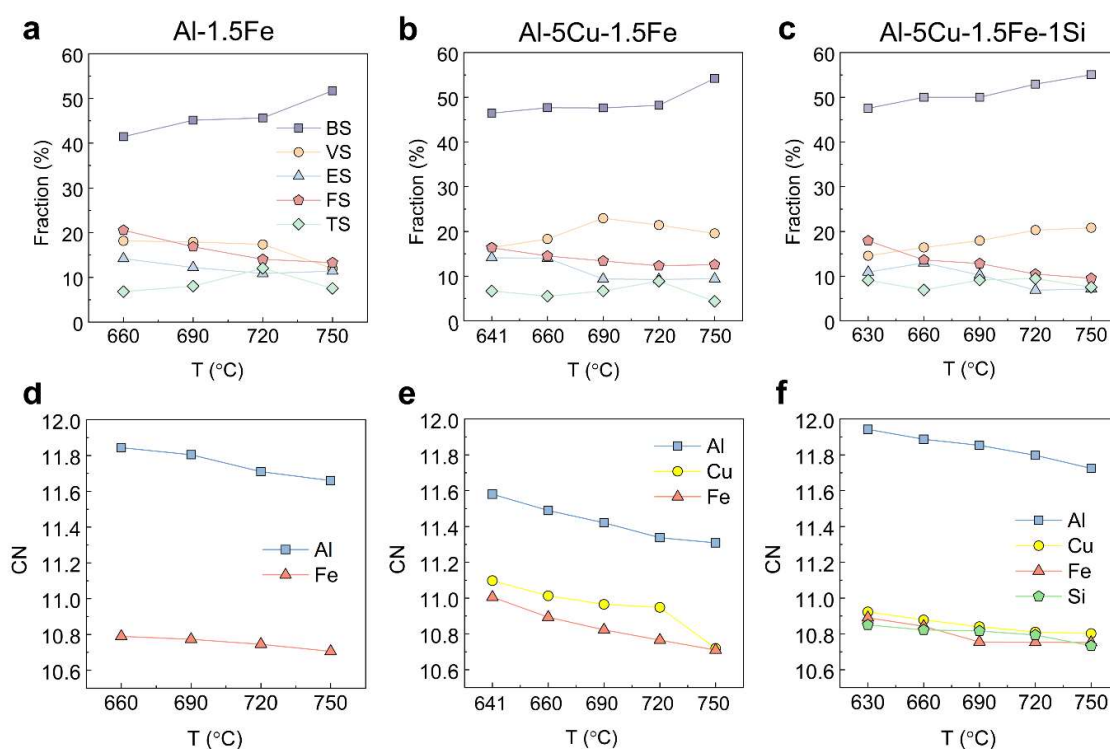 a Al-1.5Fe
60
50
40
30
20
10
0
Fraction (%)
BS
VS
ES
FS
TS
660 690 720 750
T (°C)
b Al-5Cu-1.5Fe
60
50
40
30
20
10
0
Fraction (%)
641 660 690 720 750
T (°C)
c Al-5Cu-1.5Fe-1Si
60
50
40
30
20
10
0
Fraction (%)
630 660 690 720 750
T (°C)
d
12.0
11.8
11.6
11.4
11.2
11.0
10.8
10.6
CN
Al
Fe
660 690 720 750
T (°C)
e
12.0
11.8
11.6
11.4
11.2
11.0
10.8
10.6
CN
Al
Cu
Fe
641 660 690 720 750
T (°C)
f
12.0
11.8
11.6
11.4
11.2
11.0
10.8
10.6
CN
Al
Cu
Fe
Si
630 660 690 720 750
T (°C)